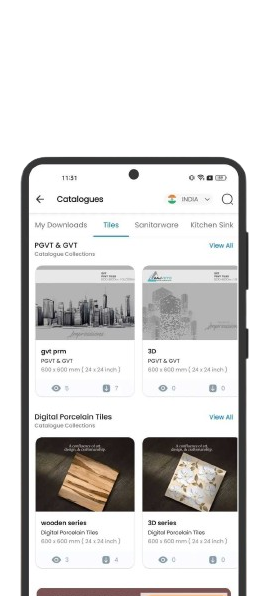 11:51
Catalogues
INDIA
My Downloads Tiles Sanitarware Kitchen Sink
PGVT & GVT View All
Catalogue Collections
gvt prm 3D
PGVT & GVT PGVT & GVT
600 x 600 mm ( 24 x 24 inch ) 600 x 600 mm ( 24 x 24 inch )
5 7 0 0
Digital Porcelain Tiles View All
Catalogue Collections
A confluence of art, A confluence of art,
design, & craftsmanship. design, & craftsmanship.
wooden series 3D series
Digital Porcelain Tiles Digital Porcelain Tiles
600 x 600 mm ( 24 x 24 inch ) 600 x 600 mm ( 24 x 24 inch )
3 4 0 0